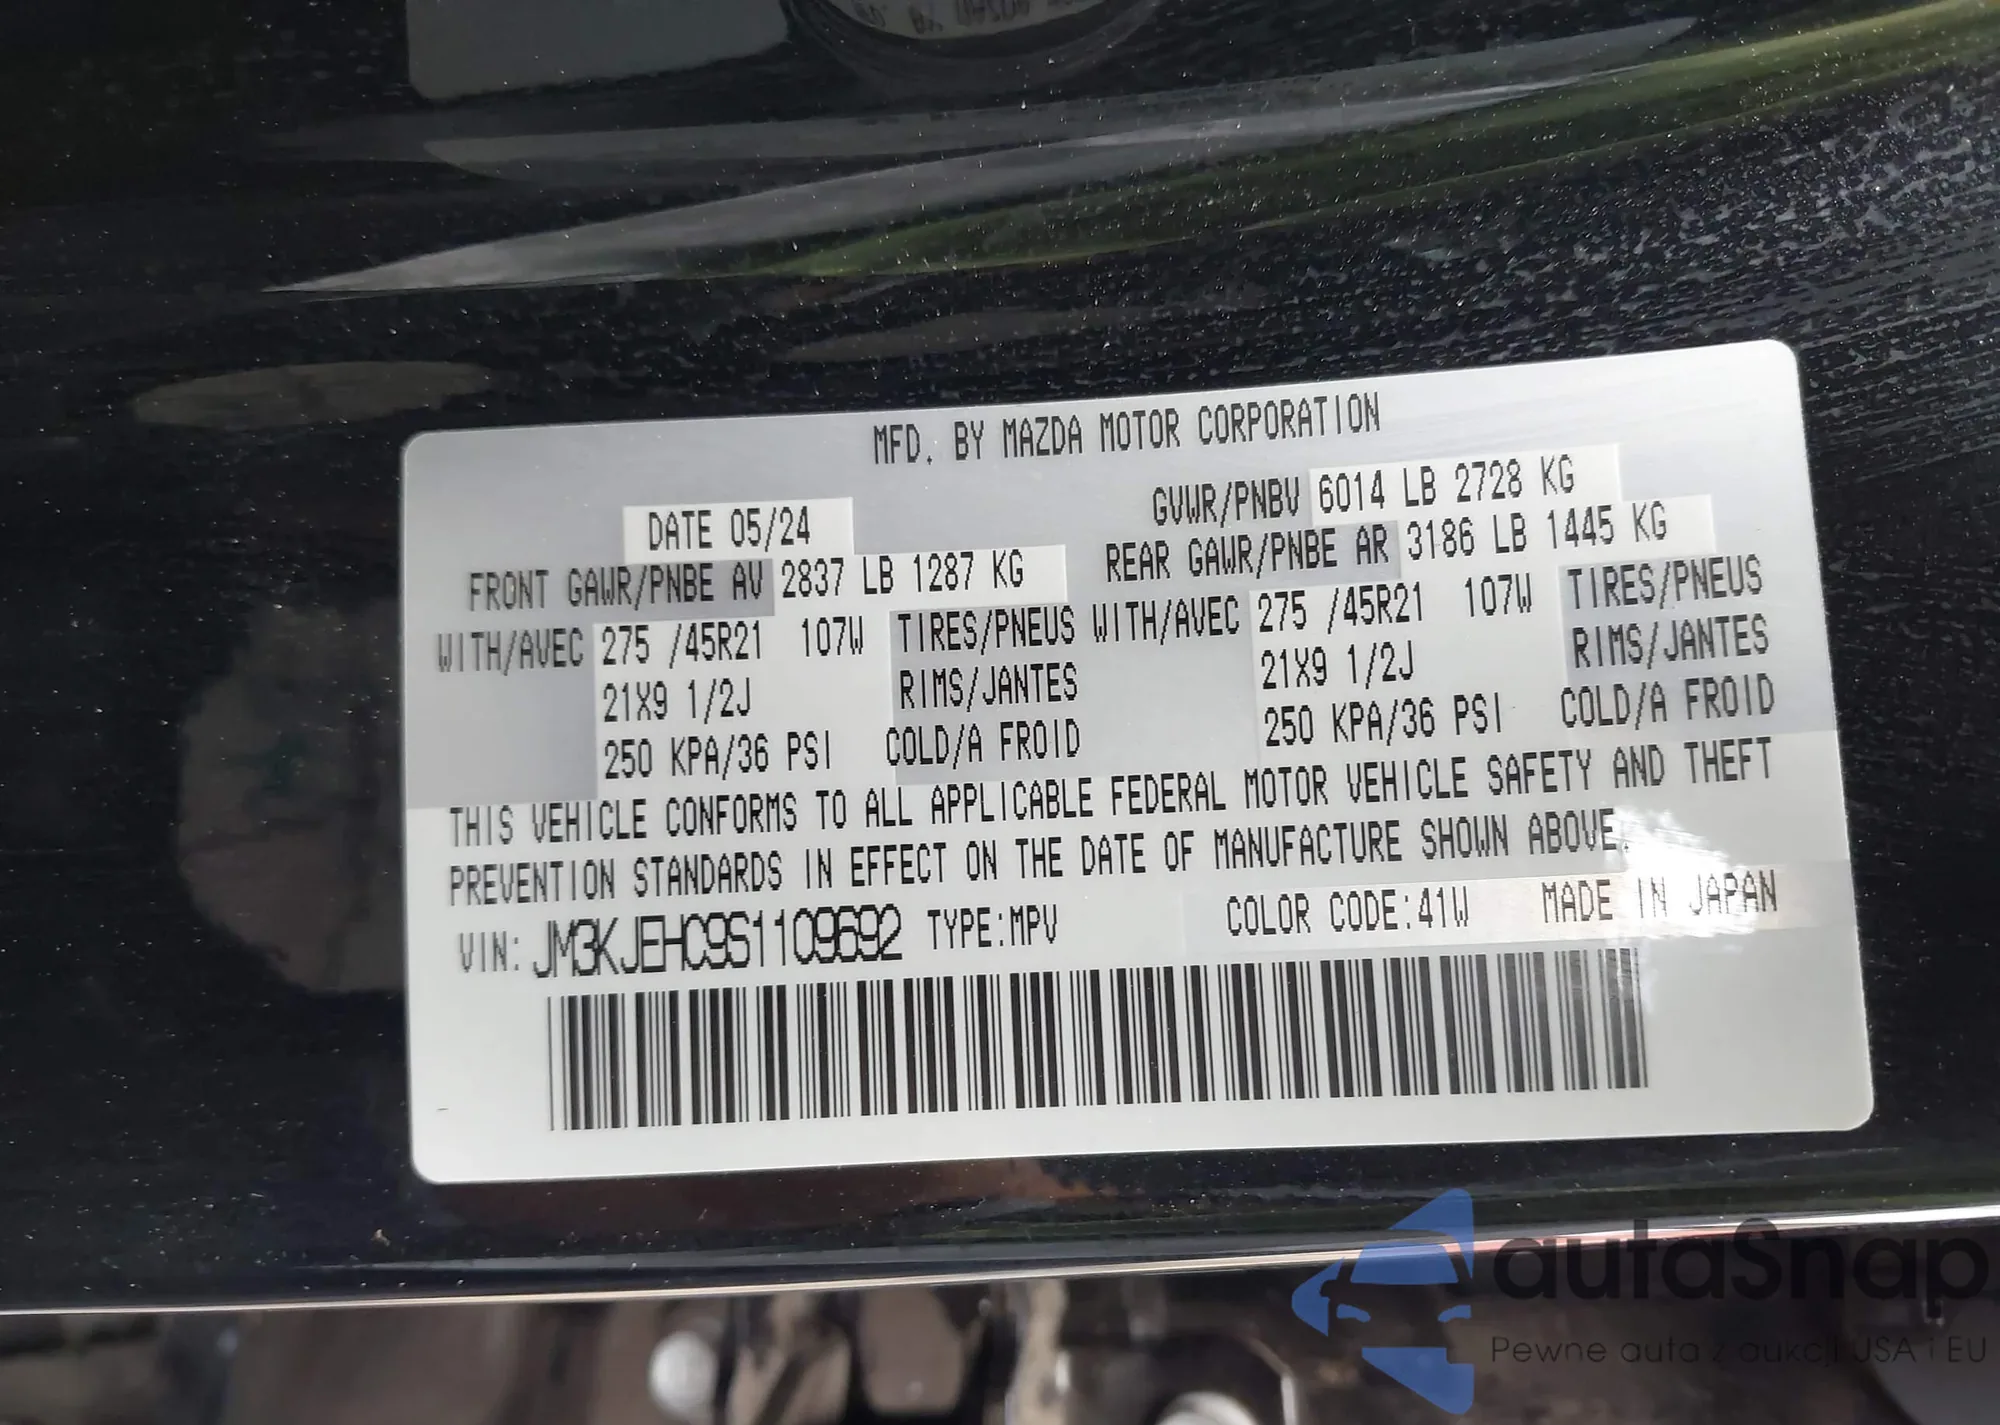 MFD. BY MAZDA MOTOR CORPORATION
DATE 05/24 GVWR/PNBV 6014 LB 2728 KG
FRONT GAWR/PNBE AV 2837 LB 1287 KG REAR GAWR/PNBE AR 3186 LB 1445 KG
WITH/AVEC 275 /45R21 107W TIRES/PNEUS WITH/AVEC 275 /45R21 107W TIRES/PNEUS
21X9 1/2J RIMS/JANTES 21X9 1/2J RIMS/JANTES
250 KPA/36 PSI COLD/A FROID 250 KPA/36 PSI COLD/A FROID
THIS VEHICLE CONFORMS TO ALL APPLICABLE FEDERAL MOTOR VEHICLE SAFETY AND THEFT
PREVENTION STANDARDS IN EFFECT ON THE DATE OF MANUFACTURE SHOWN ABOVE.
VIN: JM3KJEHC9S1109692 TYPE:MPV COLOR CODE:41W MADE IN JAPAN
autaSnap
Pewne auta z aukcji USA i EU